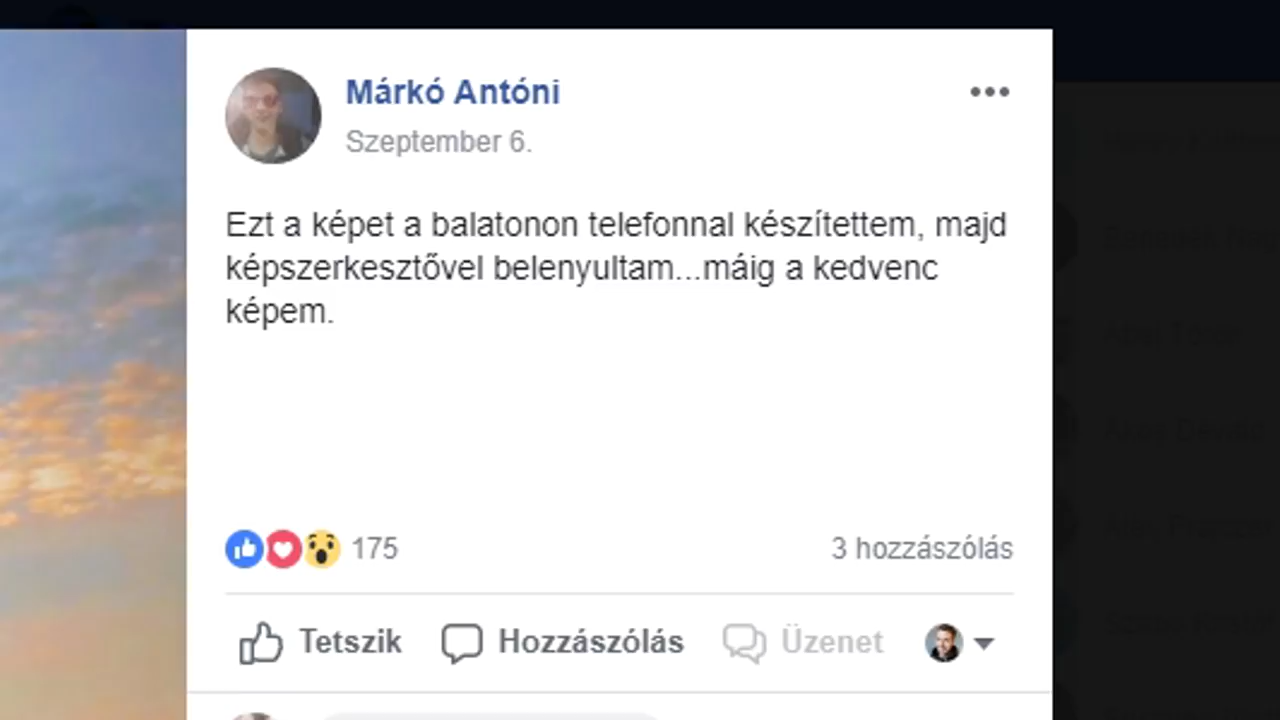 Márkó Antóni
Szeptember 6.
Ezt a képet a balatonon telefonnal készítettem, majd
képszerkesztővel belenyultam...máig a kedvenc
képem.
175
3 hozzászólás
Tetszik
Hozzászólás
Üzenet